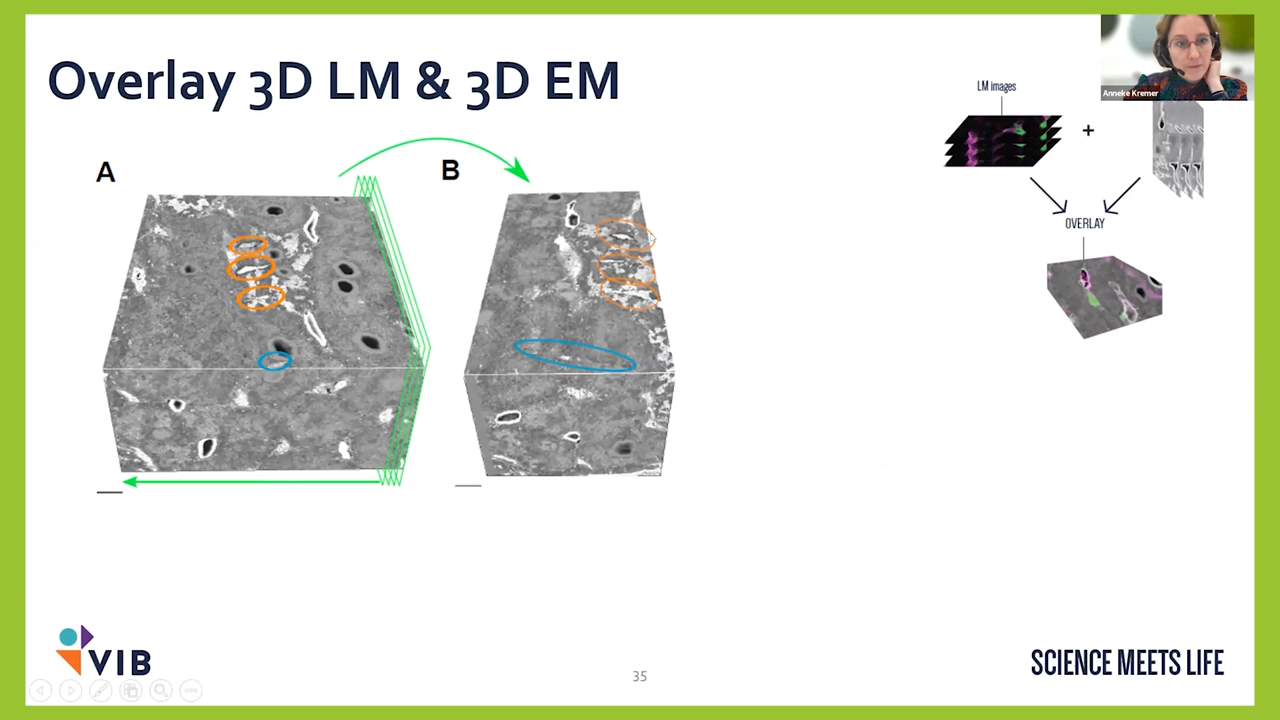 Overlay 3D LM & 3D EM
LM images
Anneke Kremer
+
OVERLAY
A
B
VIB
35
SCIENCE MEETS LIFE